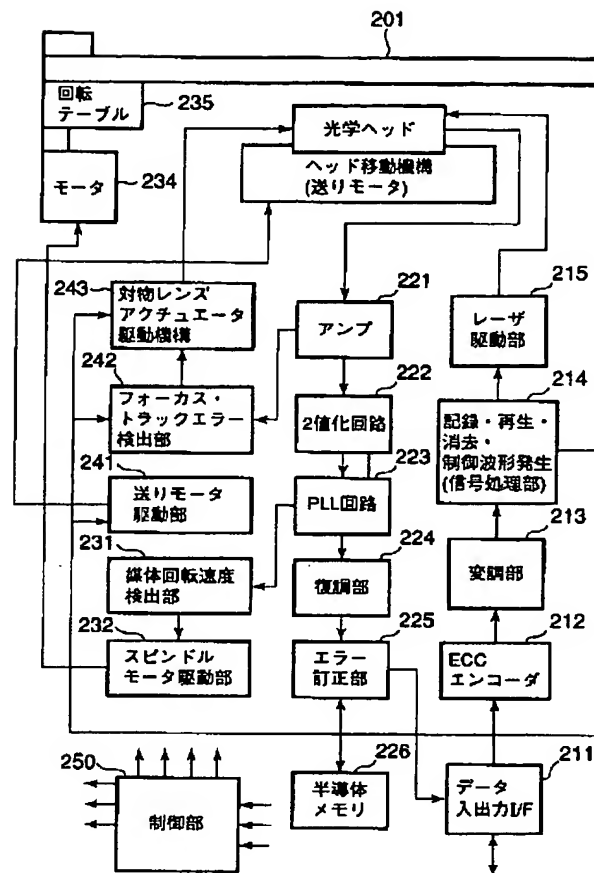 201
回転
テーブル
235
光学ヘッド
ヘッド移動機構
(送りモータ)
モータ
234
243
対物レンズ
アクチュエータ
駆動機構
221
アンプ
215
レーザ
駆動部
242
フォーカス・
トラックエラー
検出部
222
2値化回路
214
記録・再生・
消去・
制御波形発生
(信号処理部)
241
送りモータ
駆動部
223
PLL回路
213
変調部
231
媒体回転速度
検出部
224
復調部
232
スピンドル
モータ駆動部
225
エラー
訂正部
212
ECC
エンコーダ
250
制御部
226
半導体
メモリ
211
データ
入出力I/F